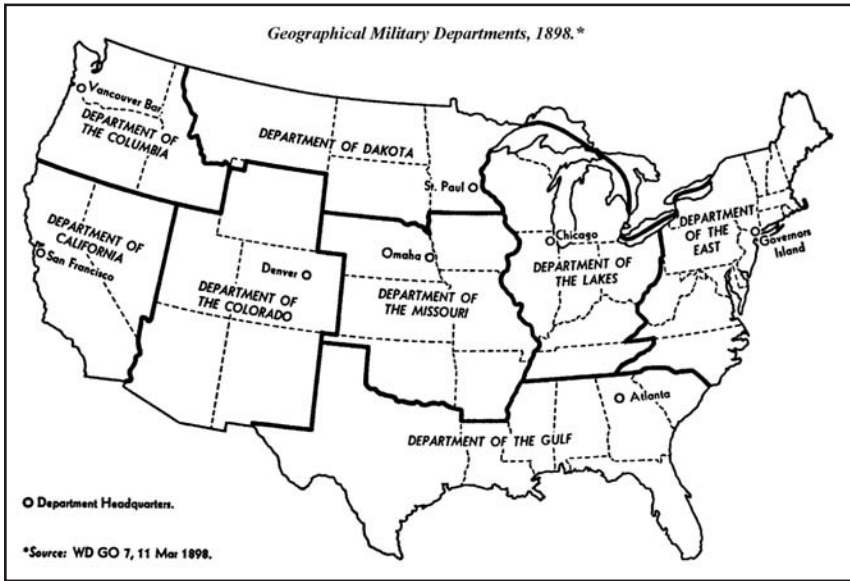 Geographical Military Departments, 1898.*
Vancouver Bar.
DEPARTMENT OF
THE COLUMBIA
DEPARTMENT OF DAKOTA
St. Paul
DEPARTMENT OF
CALIFORNIA
San Francisco
Denver
DEPARTMENT OF
THE COLORADO
Omaha
DEPARTMENT OF
THE MISSOURI
Chicago
DEPARTMENT OF
THE LAKES
DEPARTMENT
OF THE
EAST
Governors
Island
Atlanta
DEPARTMENT OF THE GULF
Department Headquarters.
*Source: WD GO 7, 11 Mar 1898.